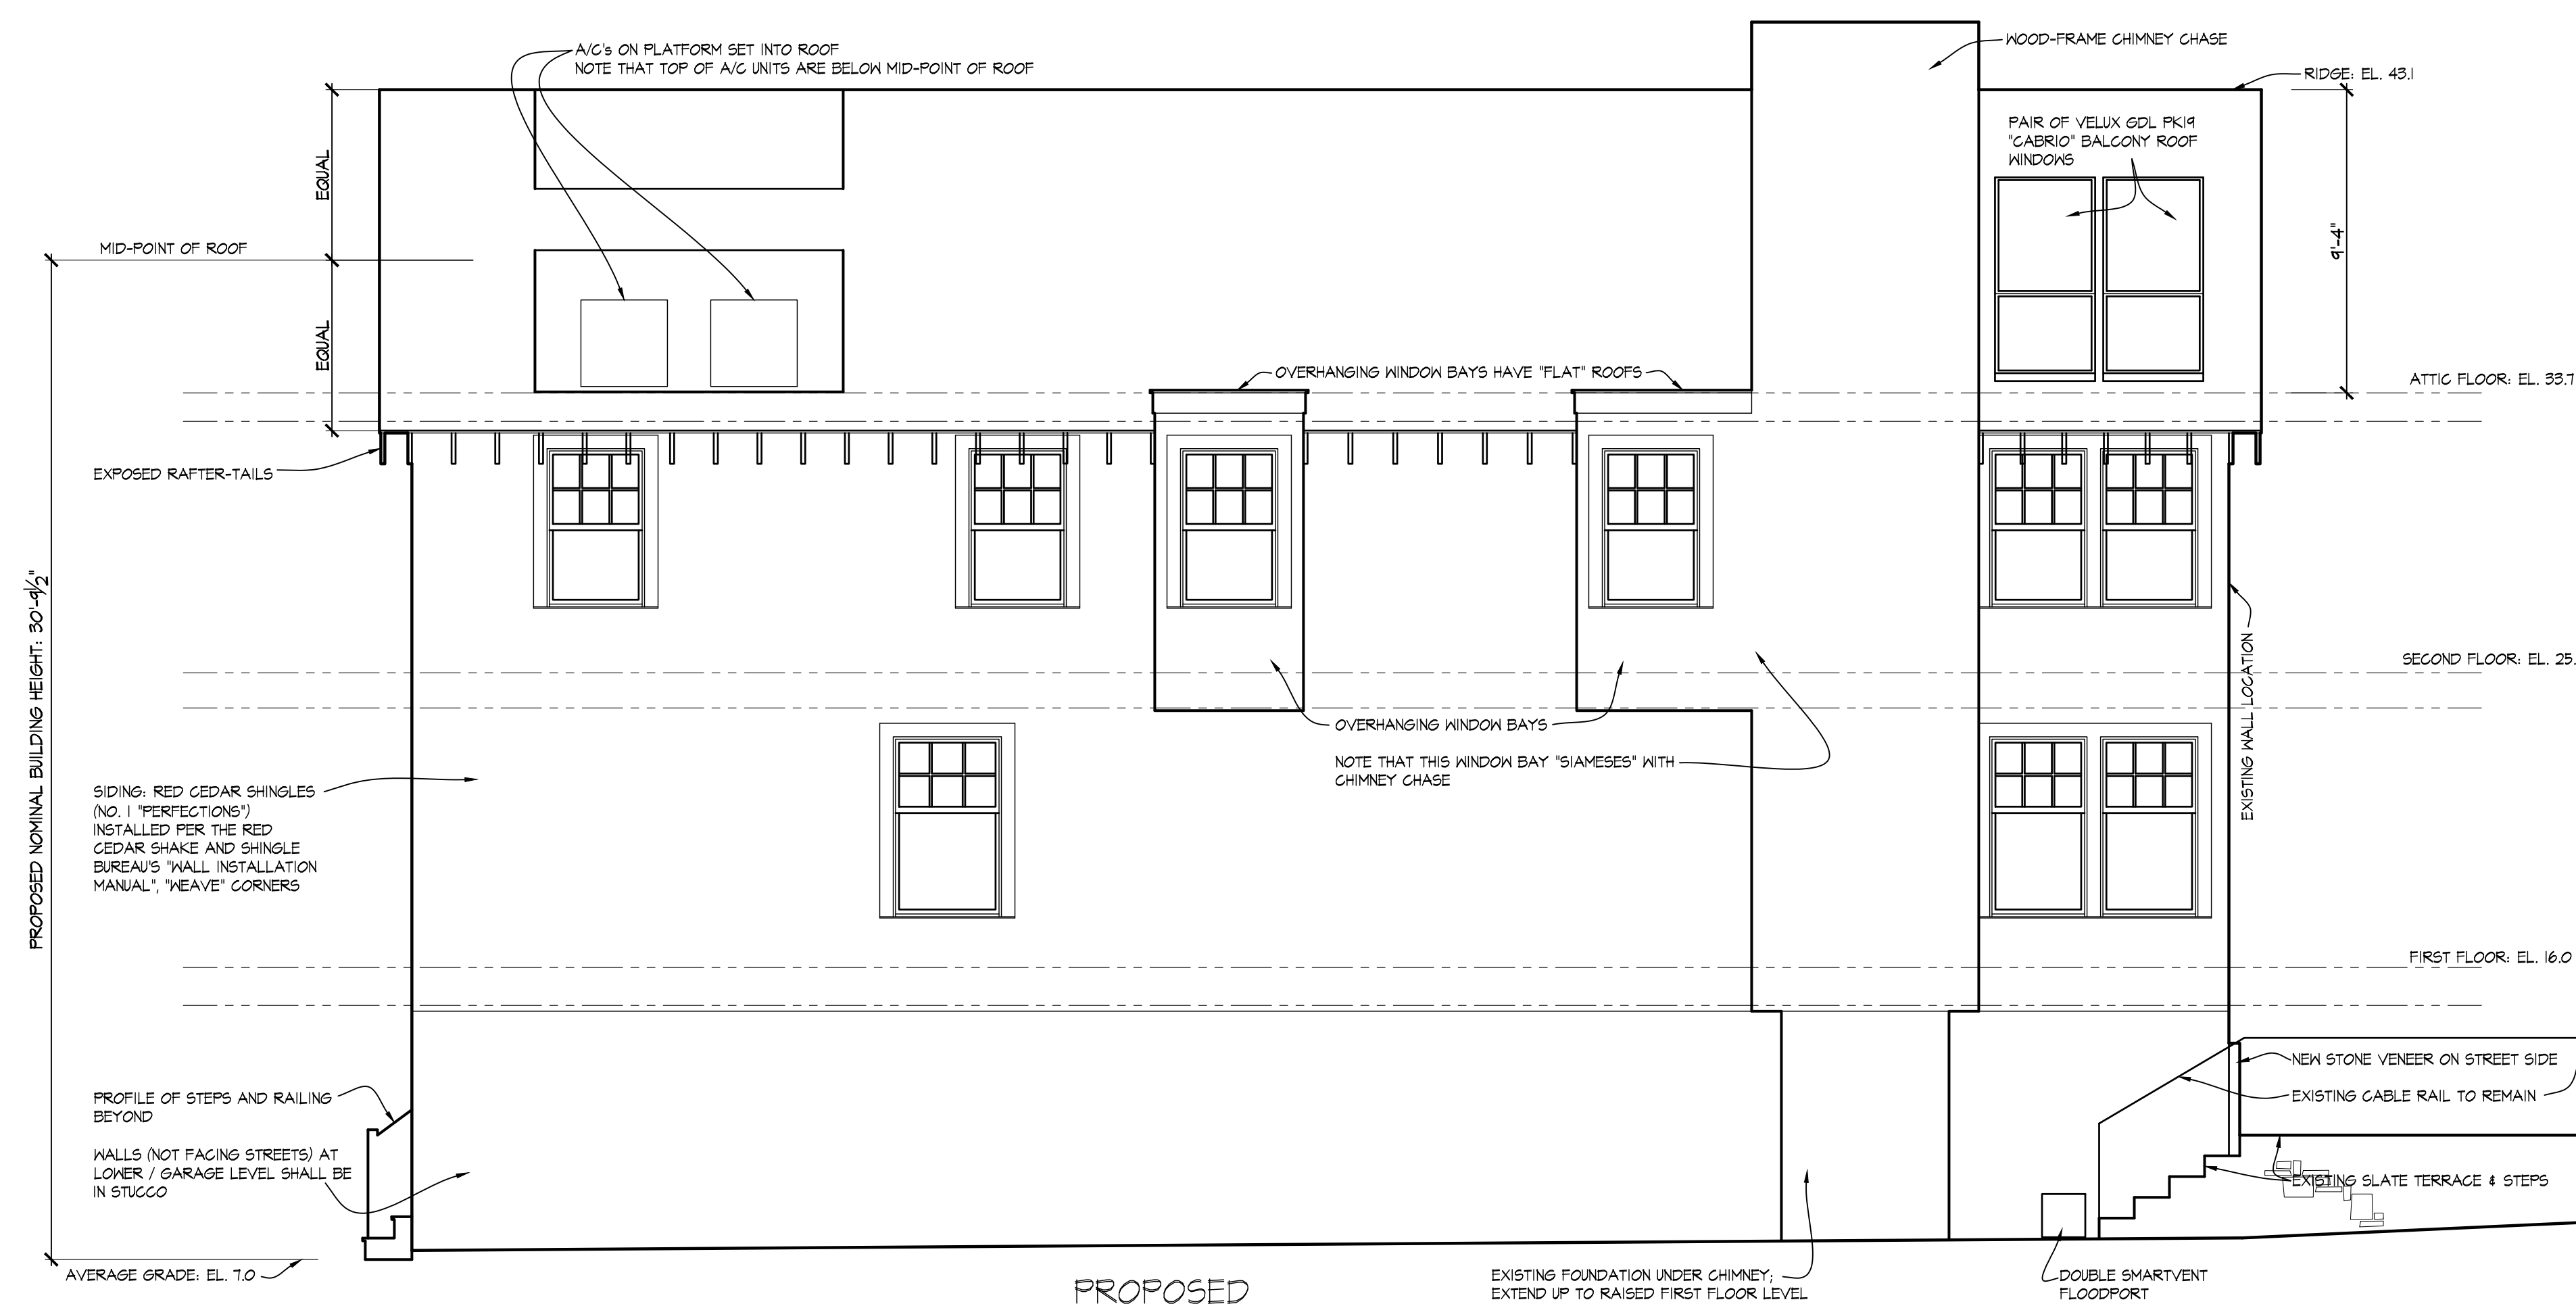 A/C's ON PLATFORM SET INTO ROOF
NOTE THAT TOP OF A/C UNITS ARE BELOW MID-POINT OF ROOF
WOOD-FRAME CHIMNEY CHASE
RIDGE: EL. 43.1
PAIR OF VELUX GDL PK19
"CABRIO" BALCONY ROOF
WINDOWS
EQUAL
MID-POINT OF ROOF
9'-4"
EQUAL
OVERHANGING WINDOW BAYS HAVE "FLAT" ROOFS
ATTIC FLOOR: EL. 33.7
EXPOSED RAFTER-TAILS
PROPOSED NOMINAL BUILDING HEIGHT: 30'-9½"
EXISTING WALL LOCATION
SECOND FLOOR: EL. 25.
OVERHANGING WINDOW BAYS
NOTE THAT THIS WINDOW BAY "SIAMESES" WITH
CHIMNEY CHASE
SIDING: RED CEDAR SHINGLES
(NO. 1 "PERFECTIONS")
INSTALLED PER THE RED
CEDAR SHAKE AND SHINGLE
BUREAU'S "WALL INSTALLATION
MANUAL", "WEAVE" CORNERS
FIRST FLOOR: EL. 16.0
NEW STONE VENEER ON STREET SIDE
EXISTING CABLE RAIL TO REMAIN
PROFILE OF STEPS AND RAILING
BEYOND
WALLS (NOT FACING STREETS) AT
LOWER / GARAGE LEVEL SHALL BE
IN STUCCO
EXISTING SLATE TERRACE & STEPS
AVERAGE GRADE: EL. 7.0
PROPOSED
EXISTING FOUNDATION UNDER CHIMNEY;
EXTEND UP TO RAISED FIRST FLOOR LEVEL
DOUBLE SMARTVENT
FLOODPORT